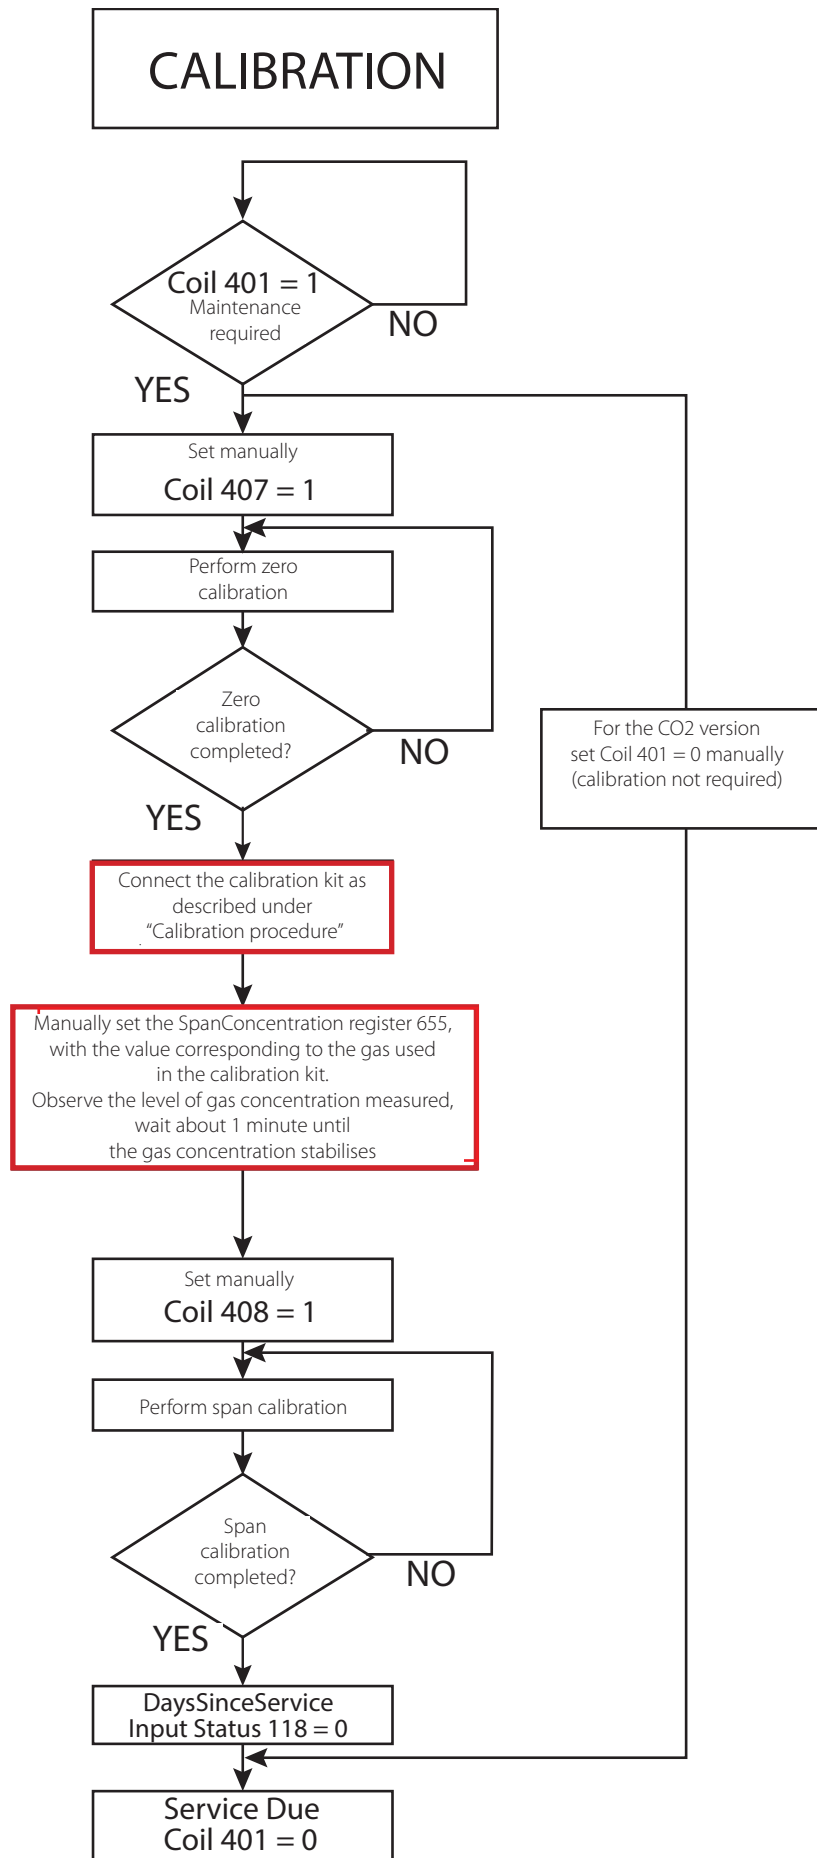 CALIBRATION
Coil 401 = 1
Maintenance
required
NO
YES
Set manually
Coil 407 = 1
Perform zero
calibration
Zero
calibration
completed?
NO
YES
For the CO2 version
set Coil 401 = 0 manually
(calibration not required)
Connect the calibration kit as
described under
“Calibration procedure”
Manually set the SpanConcentration register 655,
with the value corresponding to the gas used
in the calibration kit.
Observe the level of gas concentration measured,
wait about 1 minute until
the gas concentration stabilises
Set manually
Coil 408 = 1
Perform span calibration
Span
calibration
completed?
NO
YES
DaysSinceService
Input Status 118 = 0
Service Due
Coil 401 = 0